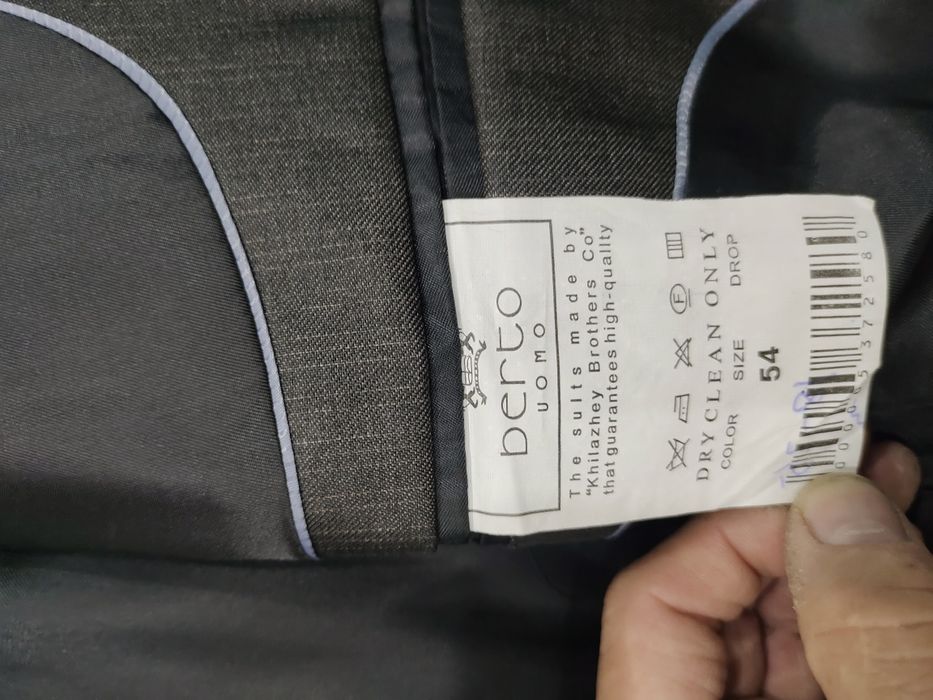 berto
UOMO
The suits made by
"Khilazhey Brothers Co"
that guarantees high-quality
DRY CLEAN ONLY
COLOR SIZE DROP
54